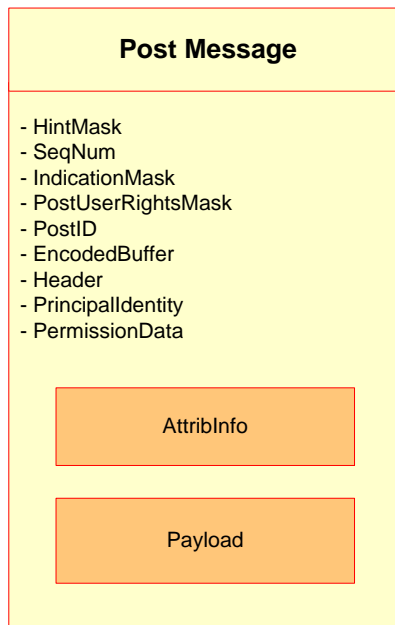 Post Message
- HintMask
- SeqNum
- IndicationMask
- PostUserRightsMask
- PostID
- EncodedBuffer
- Header
- PrincipalIdentity
- PermissionData
AttribInfo
Payload